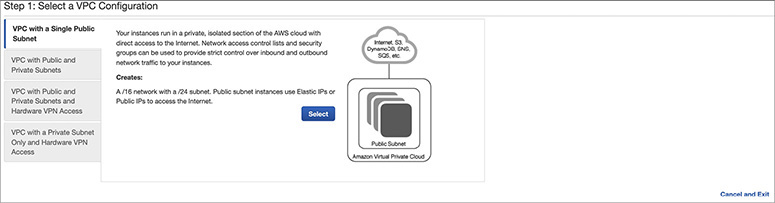 Step 1: Select a VPC Configuration
VPC with a Single Public
Subnet
VPC with Public and
Private Subnets
VPC with Public and
Private Subnets and
Hardware VPN Access
VPC with a Private Subnet
Only and Hardware VPN
Access
Your instances run in a private, isolated section of the AWS cloud with
direct access to the Internet. Network access control lists and security
groups can be used to provide strict control over inbound and outbound
network traffic to your instances.
Creates:
A /16 network with a /24 subnet. Public subnet instances use Elastic IPs or
Public IPs to access the Internet.
Select
Internet, S3,
DynamoDB, SNS,
SQS, etc.
Public Subnet
Amazon Virtual Private Cloud
Cancel and Exit